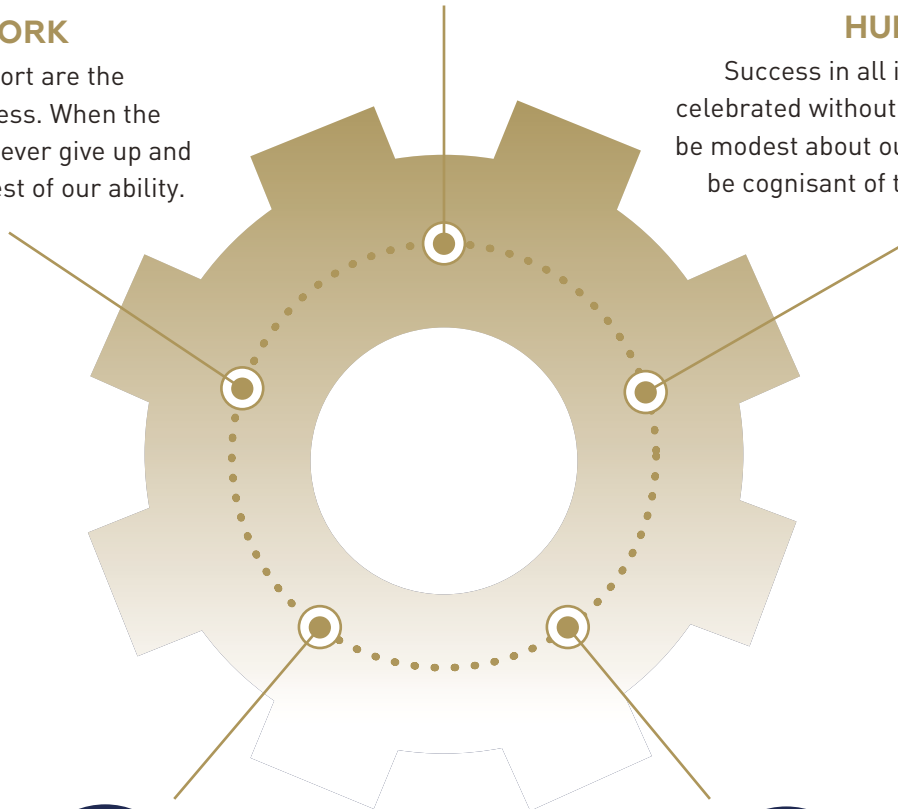 ORK
ort are the
ess. When the
ever give up and
est of our ability.
HU
Success in all i
celebrated without
be modest about ou
be cognisant of t